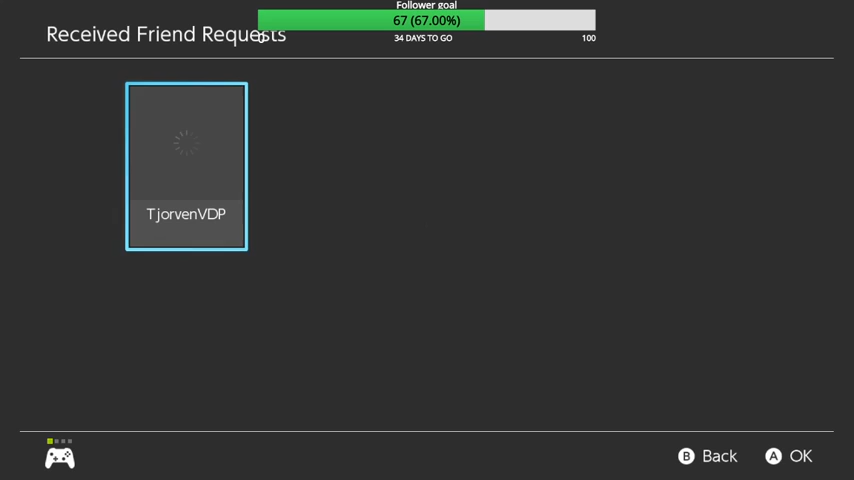 Follower goal
67 (67.00%)
Received Friend Requests
0
34 DAYS TO GO
100
TjorvenVDP
B Back
A OK